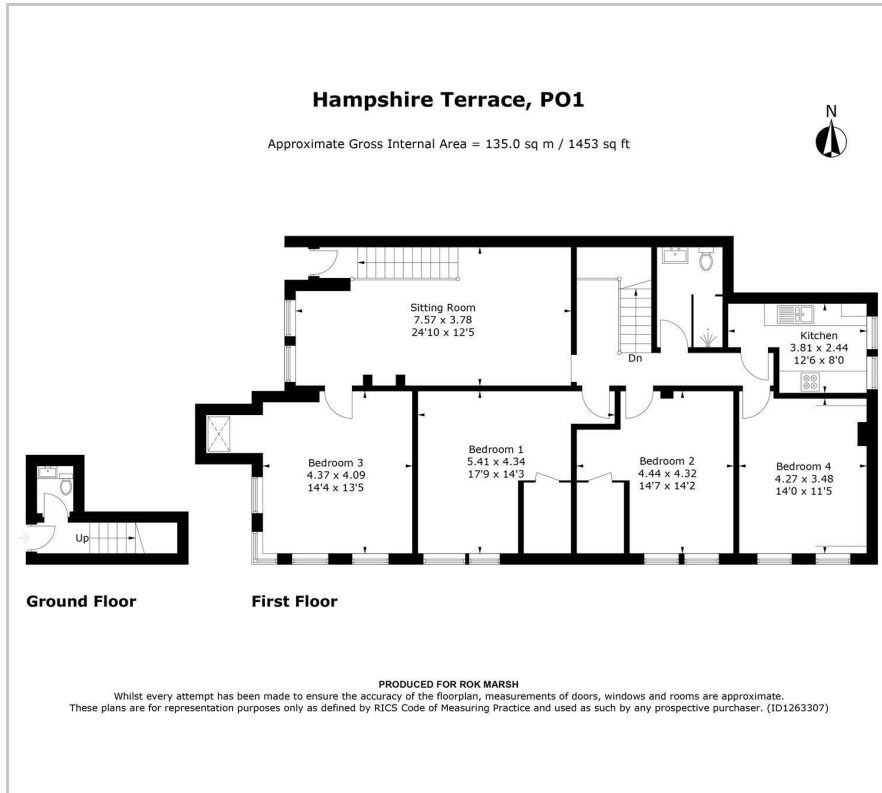 Hampshire Terrace, PO1
Approximate Gross Internal Area = 135.0 sq m / 1453 sq ft
N
Sitting Room
7.57 x 3.78
24'10 x 12'5
Dn
Kitchen
3.81 x 2.44
12'6 x 8'0
Bedroom 3
4.37 x 4.09
14'4 x 13'5
Bedroom 1
5.41 x 4.34
17'9 x 14'3
Bedroom 2
4.44 x 4.32
14'7 x 14'2
Bedroom 4
4.27 x 3.48
14'0 x 11'5
Up
Ground Floor
First Floor
PRODUCED FOR ROK MARSH
Whilst every attempt has been made to ensure the accuracy of the floorplan, measurements of doors, windows and rooms are approximate.
These plans are for representation purposes only as defined by RICS Code of Measuring Practice and used as such by any prospective purchaser. (ID1263307)